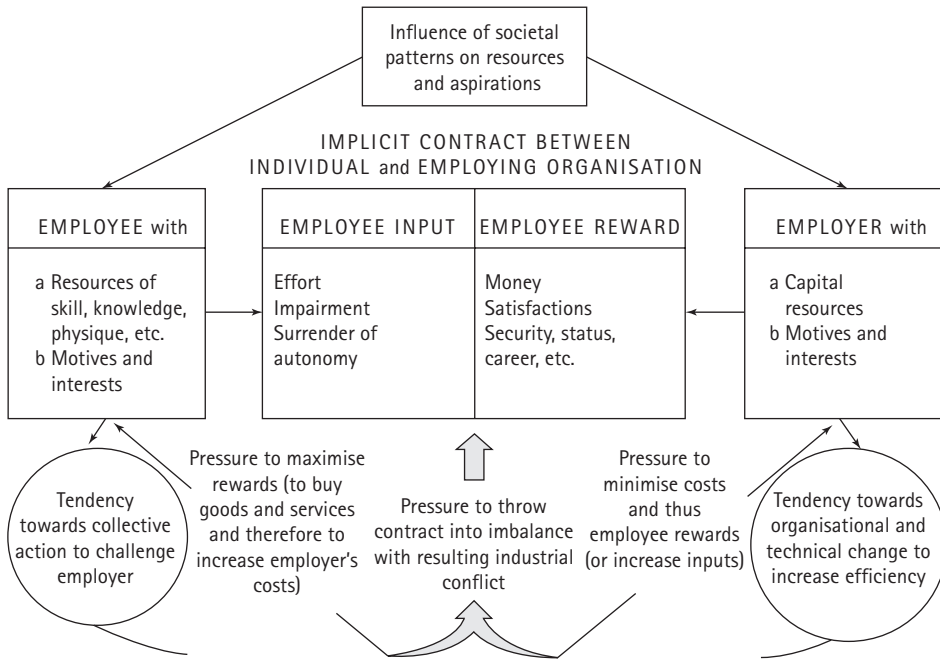 Influence of societal
patterns on resources
and aspirations
IMPLICIT CONTRACT BETWEEN
INDIVIDUAL and EMPLOYING ORGANISATION
EMPLOYEE with
a Resources of
skill, knowledge,
physique, etc.
b Motives and
interests
EMPLOYEE INPUT
Effort
Impairment
Surrender of
autonomy
EMPLOYEE REWARD
Money
Satisfactions
Security, status,
career, etc.
EMPLOYER with
a Capital
resources
b Motives and
interests
Tendency
towards collective
action to challenge
employer
Pressure to maximise
rewards (to buy
goods and services
and therefore to
increase employer's
costs)
Pressure to throw
contract into imbalance
with resulting industrial
conflict
Pressure to
minimise costs
and thus
employee rewards
(or increase inputs)
Tendency towards
organisational and
technical change to
increase efficiency